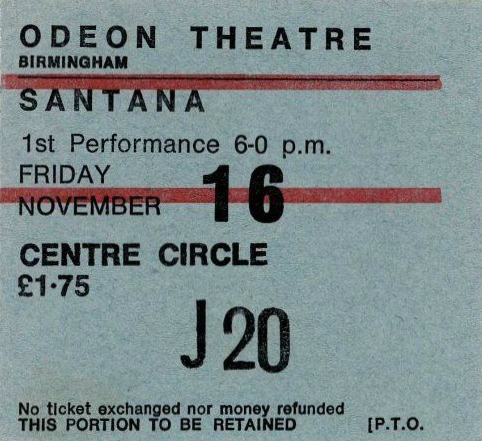 ODEON THEATRE
BIRMINGHAM
SANTANA
1st Performance 6-0 p.m.
FRIDAY
NOVEMBER 16
CENTRE CIRCLE
£1·75
J 20
No ticket exchanged nor money refunded
THIS PORTION TO BE RETAINED [P.T.O.